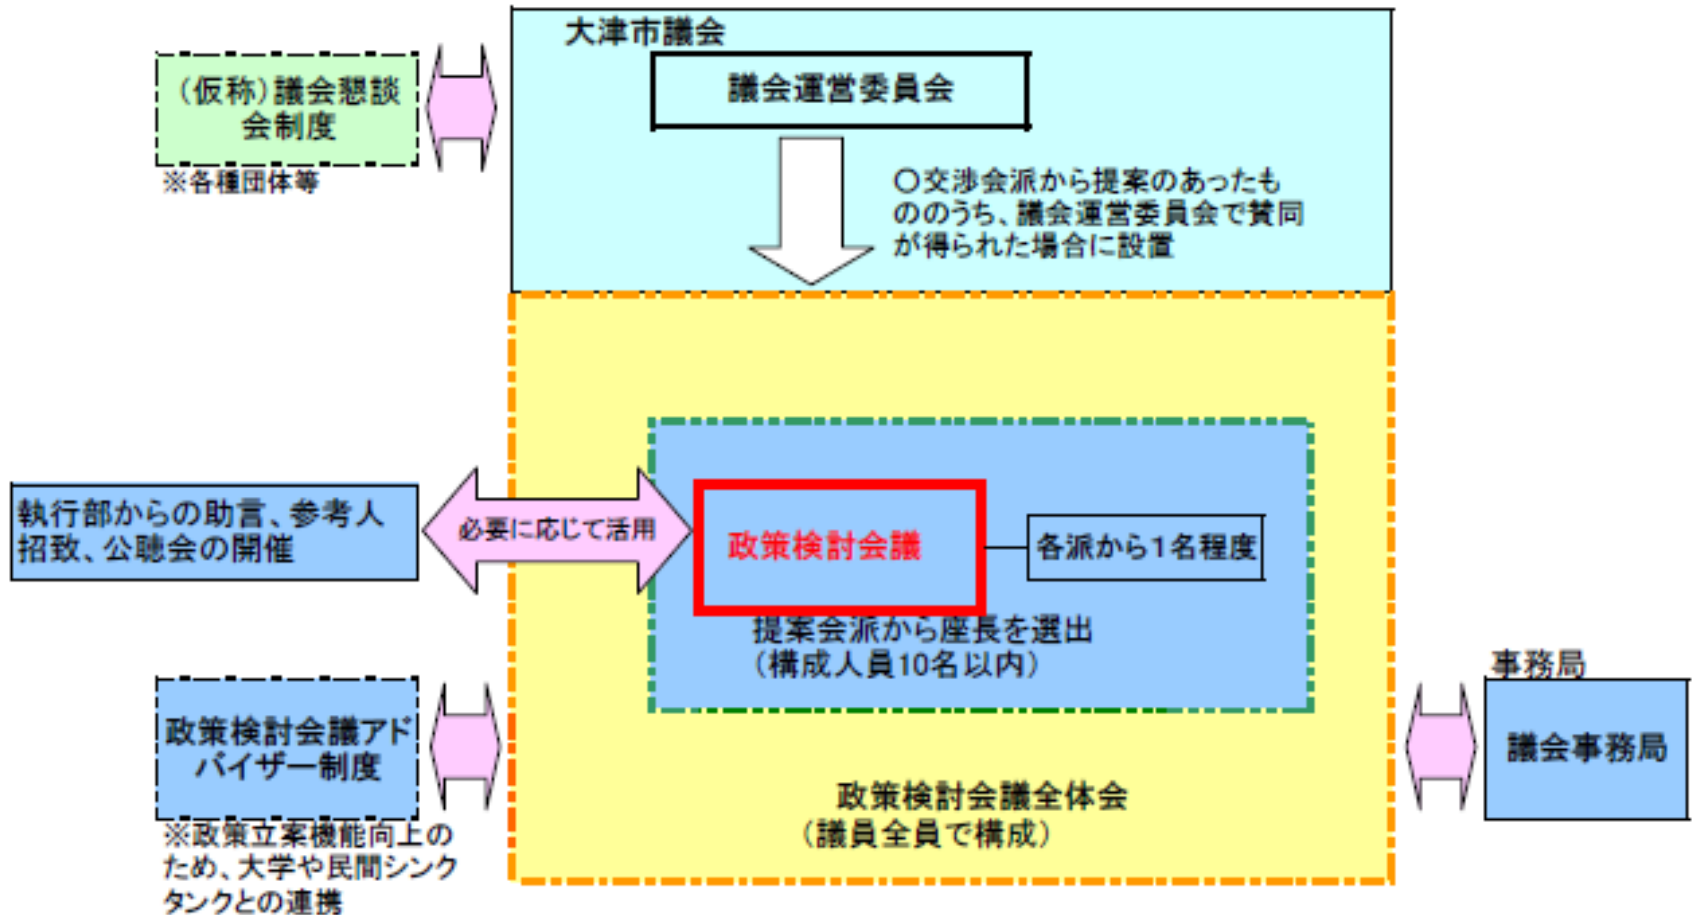 大津市議会
議会運営委員会
(仮称)議会懇談
会制度
※各種団体等
○交渉会派から提案のあったも
ののうち、議会運営委員会で賛同
が得られた場合に設置
執行部からの助言、参考人
招致、公聴会の開催
必要に応じて活用
政策検討会議
各派から1名程度
提案会派から座長を選出
(構成人員10名以内)
政策検討会議アド
バイザー制度
※政策立案機能向上の
ため、大学や民間シンク
タンクとの連携
事務局
議会事務局
政策検討会議全体会
(議員全員で構成)